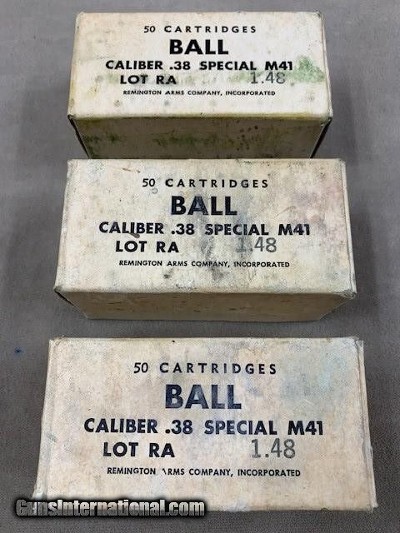 50 CARTRIDGES
BALL
CALIBER .38 SPECIAL M41
LOT RA 1.48
REMINGTON ARMS COMPANY, INCORPORATED
50 CARTRIDGES
BALL
CALIBER .38 SPECIAL M41
LOT RA 1.48
REMINGTON ARMS COMPANY, INCORPORATED
50 CARTRIDGES
BALL
CALIBER .38 SPECIAL M41
LOT RA 1.48
REMINGTON ARMS COMPANY, INCORPORATED
GunsInternational.com